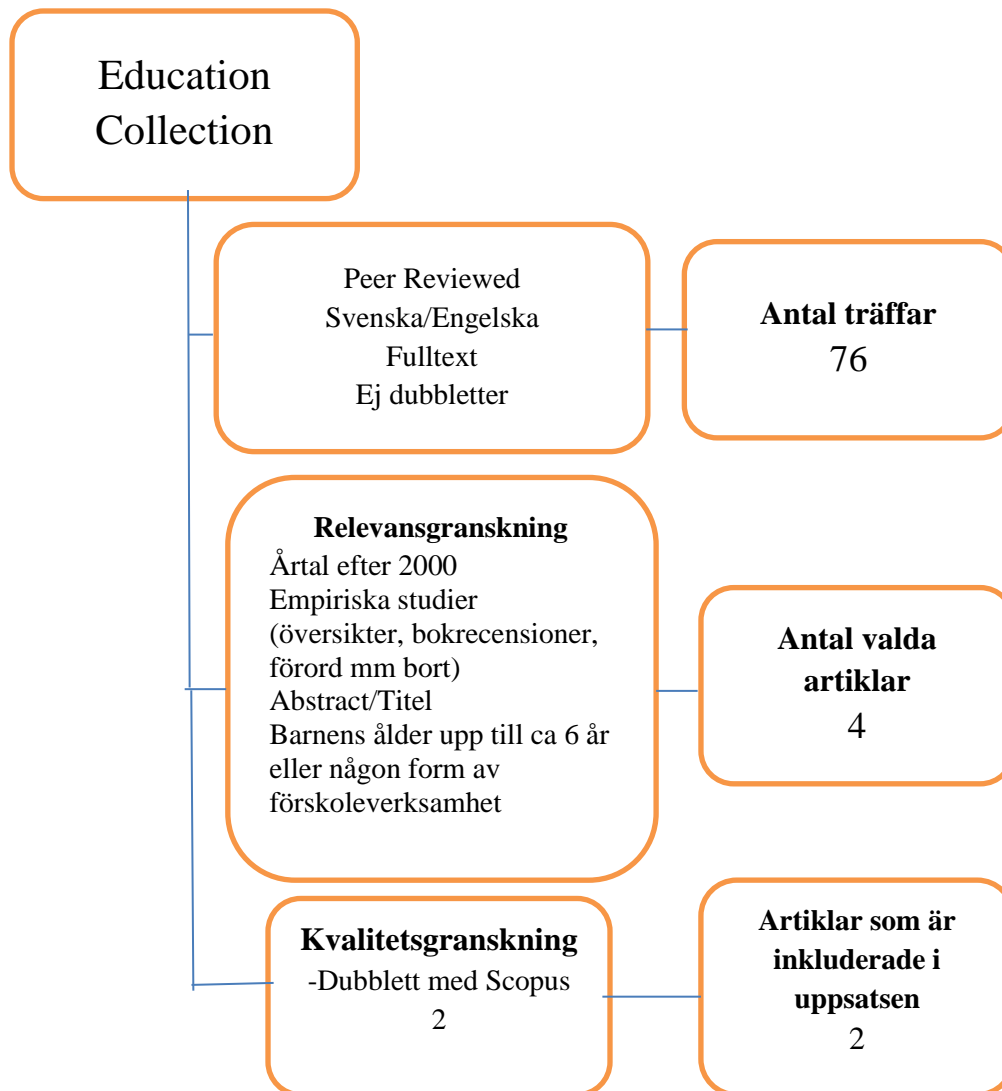 Education
Collection
Peer Reviewed
Svenska/Engelska
Fulltext
Ej dubbletter
Antal träffar
76
Relevansgranskning
Årtal efter 2000
Empiriska studier
(översikter, bokrecensioner,
förord mm bort)
Abstract/Titel
Barnens ålder upp till ca 6 år
eller någon form av
förskoleverksamhet
Antal valda
artiklar
4
Kvalitetsgranskning
-Dubblett med Scopus
2
Artiklar som är
inkluderade i
uppsatsen
2